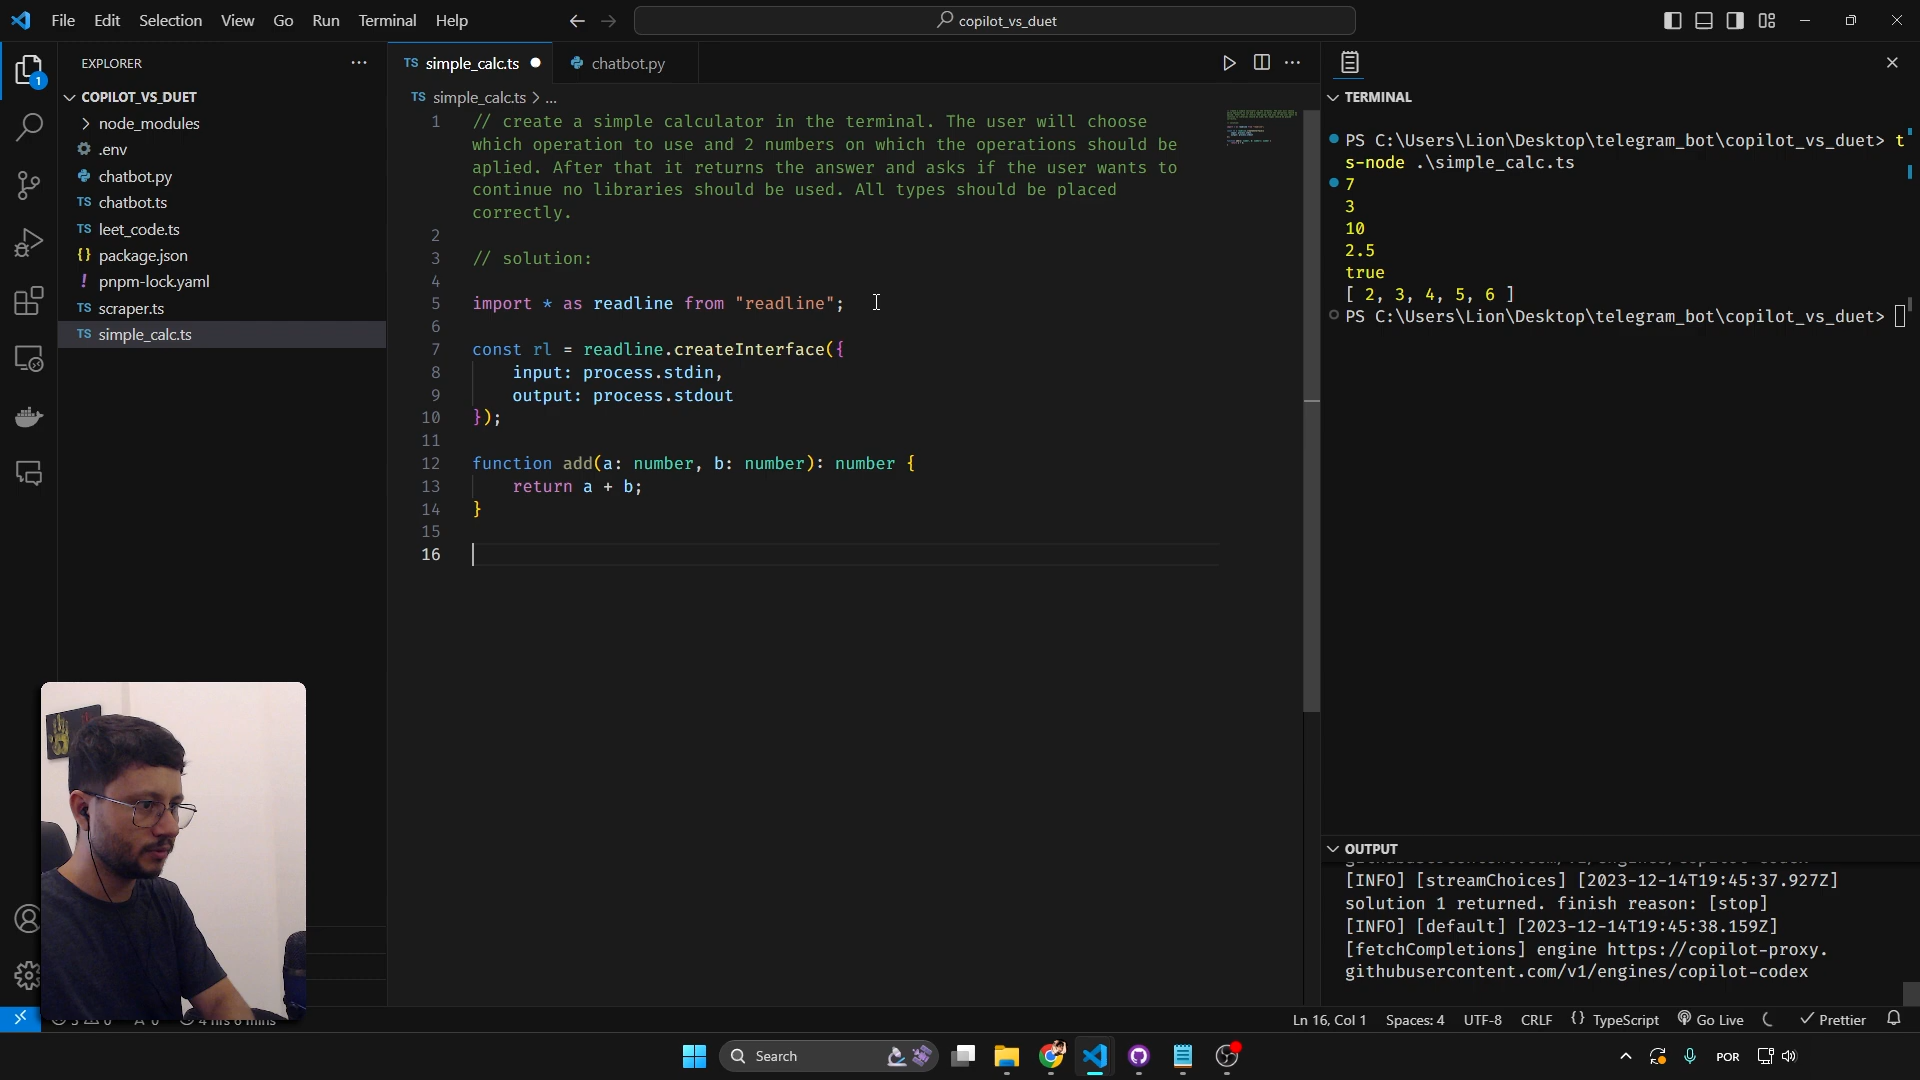 File Edit Selection View Go Run Terminal Help
copilot_vs_duet
EXPLORER
1
COPILOT_VS_DUET
node_modules
.env
chatbot.py
TS chatbot.ts
TS leet_code.ts
{} package.json
! pnpm-lock.yaml
TS scraper.ts
TS simple_calc.ts
TS simple_calc.ts
chatbot.py
TS simple_calc.ts > ...
1 // create a simple calculator in the terminal. The user will choose
which operation to use and 2 numbers on which the operations should be
aplied. After that it returns the answer and asks if the user wants to
continue no libraries should be used. All types should be placed
correctly.
2
3 // solution:
4
5 import * as readline from "readline";
6
7 const rl = readline.createInterface({
8 input: process.stdin,
9 output: process.stdout
10 });
11
12 function add(a: number, b: number): number {
13 return a + b;
14 }
15
16
TERMINAL
PS C:\Users\Lion\Desktop\telegram_bot\copilot_vs_duet> t
s-node .\simple_calc.ts
7
3
10
2.5
true
[ 2, 3, 4, 5, 6 ]
PS C:\Users\Lion\Desktop\telegram_bot\copilot_vs_duet>
OUTPUT
[INFO] [streamChoices] [2023-12-14T19:45:37.927Z]
solution 1 returned. finish reason: [stop]
[INFO] [default] [2023-12-14T19:45:38.159Z]
[fetchCompletions] engine https://copilot-proxy.
githubusercontent.com/v1/engines/copilot-codex
Ln 16, Col 1 Spaces: 4 UTF-8 CRLF {} TypeScript Go Live Prettier
Search
POR